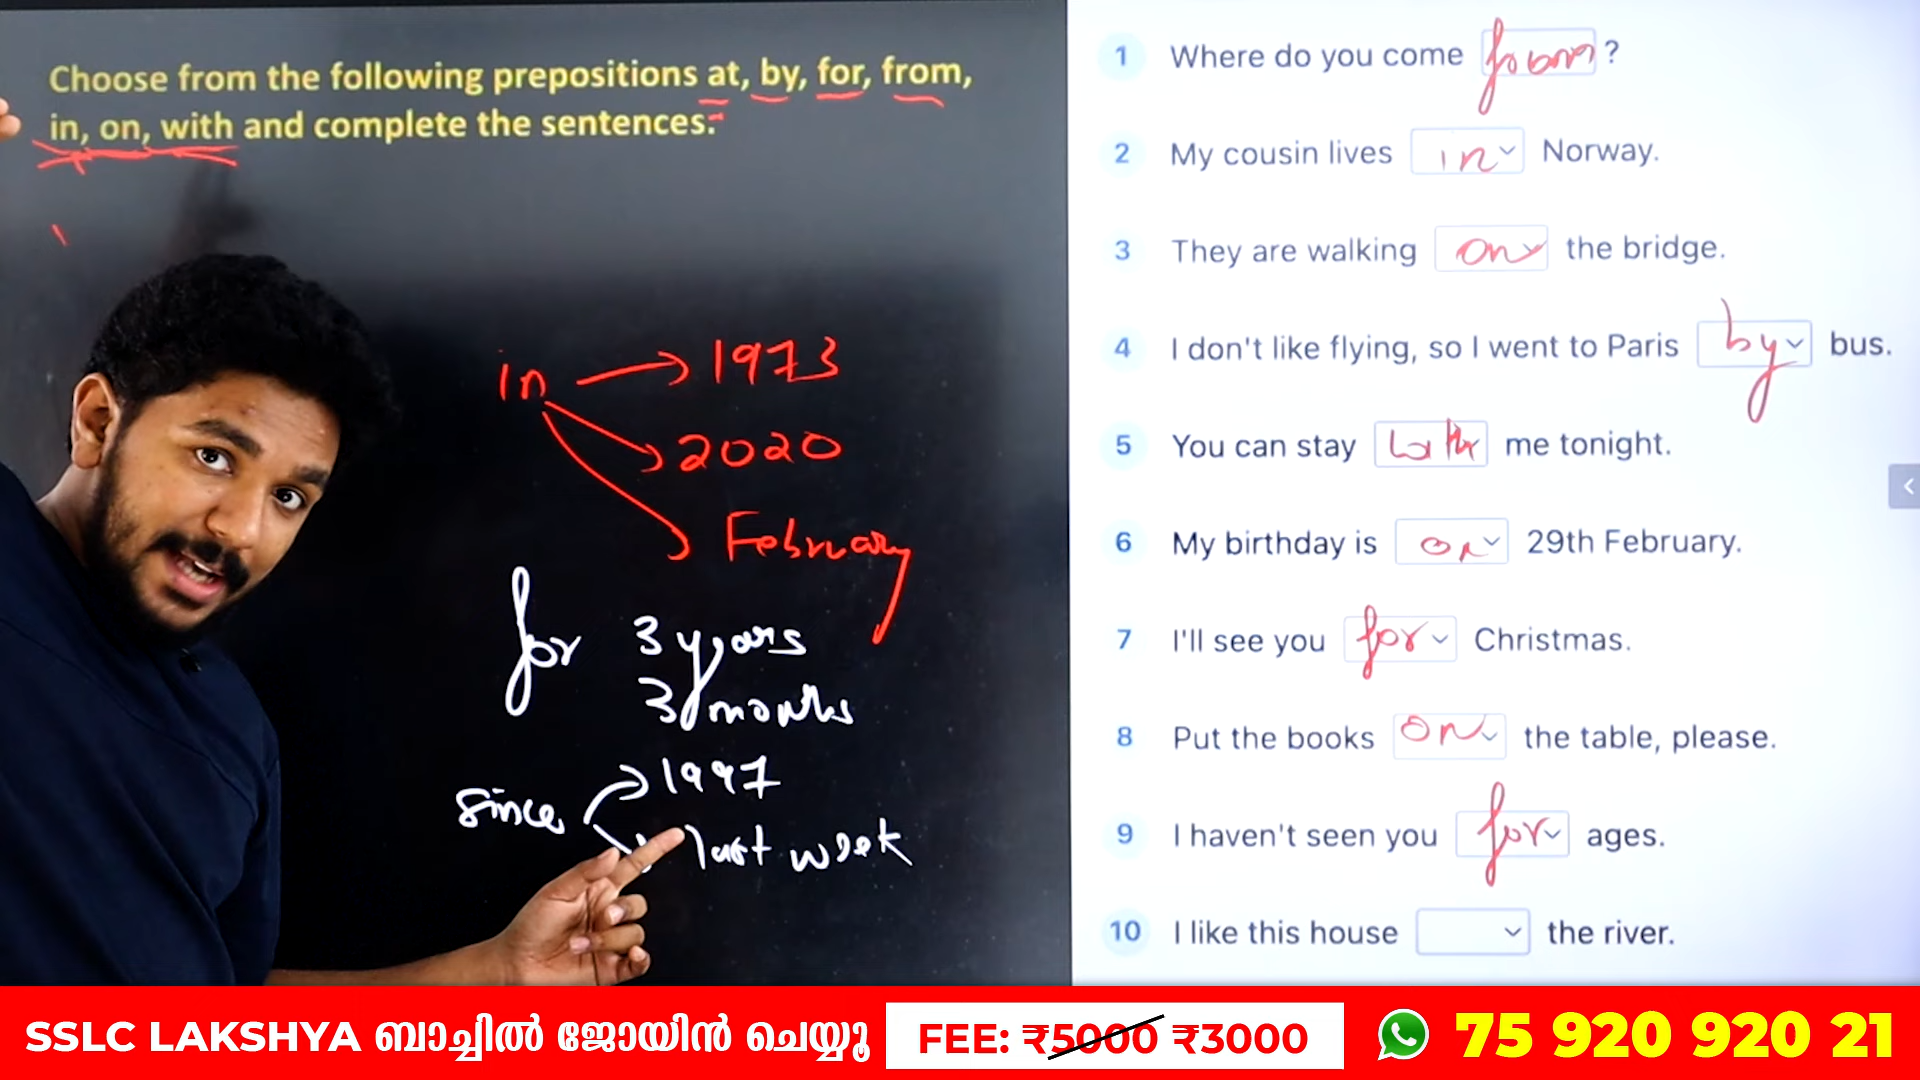 Choose from the following prepositions at, by, for, from,
in, on, with and complete the sentences.
in → 1973
2020
February
for 3 years
3 months
since 1997
last week
1 Where do you come from ?
2 My cousin lives in Norway.
3 They are walking on the bridge.
4 I don't like flying, so I went to Paris by bus.
5 You can stay with me tonight.
6 My birthday is on 29th February.
7 I'll see you for Christmas.
8 Put the books on the table, please.
9 I haven't seen you for ages.
10 I like this house the river.
SSLC LAKSHYA ബാച്ചിൽ ജോയിൻ ചെയ്യൂ
FEE: ₹5000 ₹3000
75 920 920 21